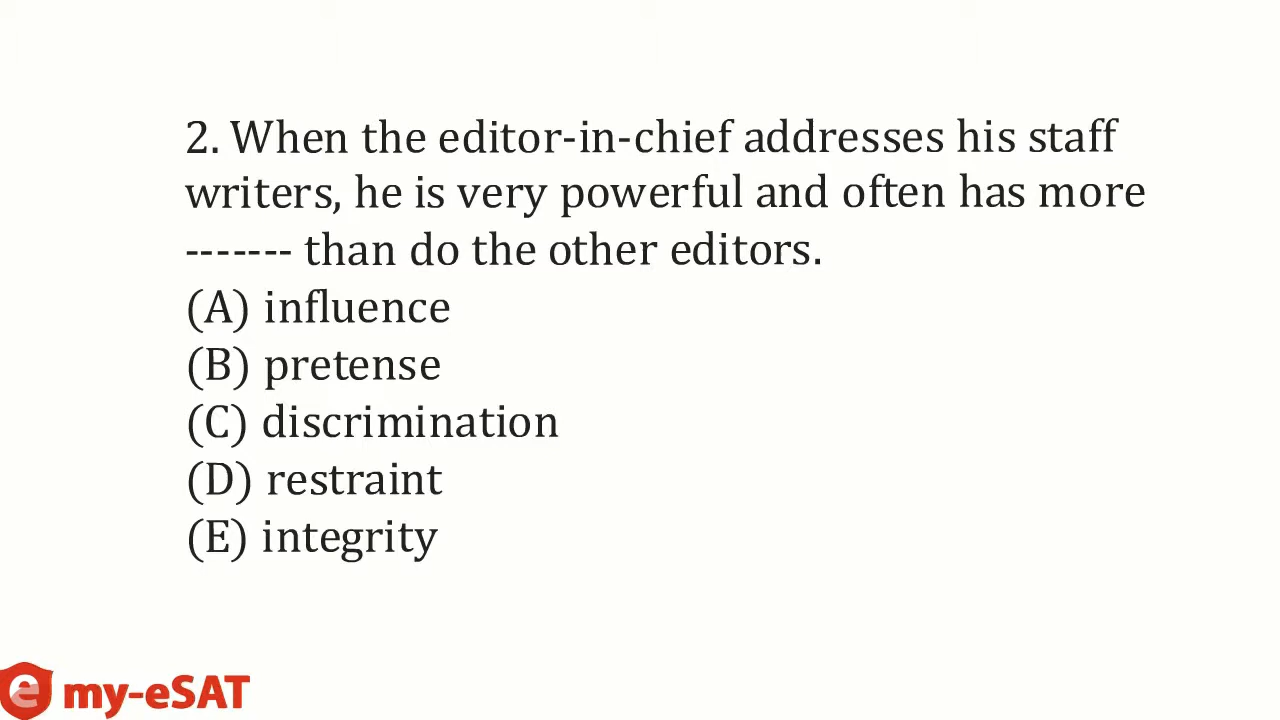 2. When the editor-in-chief addresses his staff
writers, he is very powerful and often has more
------- than do the other editors.
(A) influence
(B) pretense
(C) discrimination
(D) restraint
(E) integrity
e my-eSAT